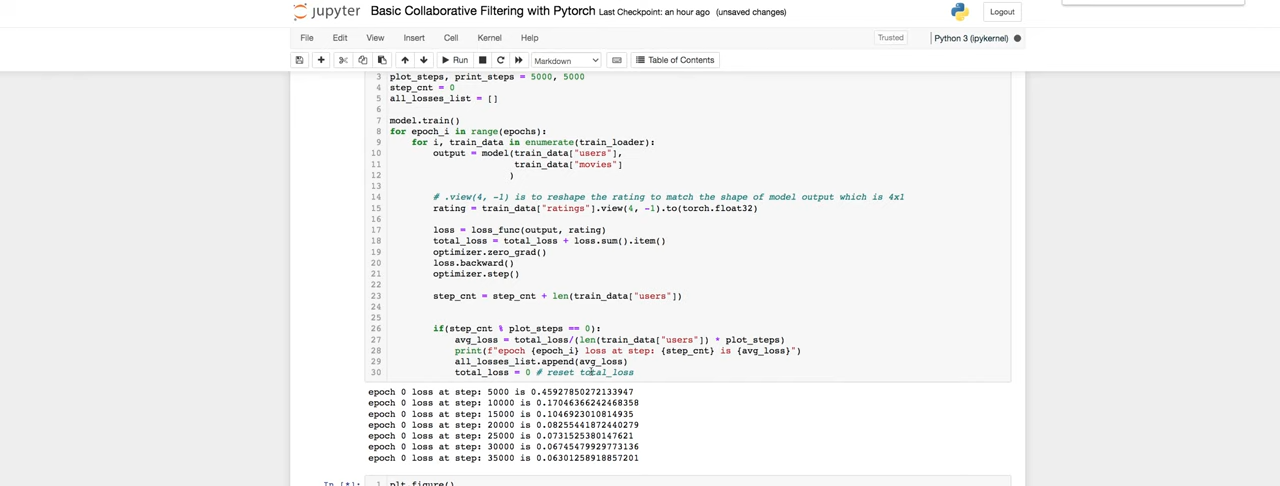 jupyter Basic Collaborative Filtering with Pytorch Last Checkpoint: an hour ago (unsaved changes) Logout
File Edit View Insert Cell Kernel Help Trusted Python 3 (ipykernel)
Run Markdown Table of Contents
3 plot_steps, print_steps = 5000, 5000
4 step_cnt = 0
5 all_losses_list = []
6
7 model.train()
8 for epoch_i in range(epochs):
9 for i, train_data in enumerate(train_loader):
10 output = model(train_data["users"],
11 train_data["movies"]
12 )
13
14 # .view(4, -1) is to reshape the rating to match the shape of model output which is 4x1
15 rating = train_data["ratings"].view(4, -1).to(torch.float32)
16
17 loss = loss_func(output, rating)
18 total_loss = total_loss + loss.sum().item()
19 optimizer.zero_grad()
20 loss.backward()
21 optimizer.step()
22
23 step_cnt = step_cnt + len(train_data["users"])
24
25
26 if(step_cnt % plot_steps == 0):
27 avg_loss = total_loss/(len(train_data["users"]) * plot_steps)
28 print(f"epoch {epoch_i} loss at step: {step_cnt} is {avg_loss}")
29 all_losses_list.append(avg_loss)
30 total_loss = 0 # reset total_loss
epoch 0 loss at step: 5000 is 0.45927850272133947
epoch 0 loss at step: 10000 is 0.17046366242468358
epoch 0 loss at step: 15000 is 0.1046923010814935
epoch 0 loss at step: 20000 is 0.08255441872440279
epoch 0 loss at step: 25000 is 0.0731525380147621
epoch 0 loss at step: 30000 is 0.06745479929773136
epoch 0 loss at step: 35000 is 0.06301258918857201
In [*]: 1 plt.figure()